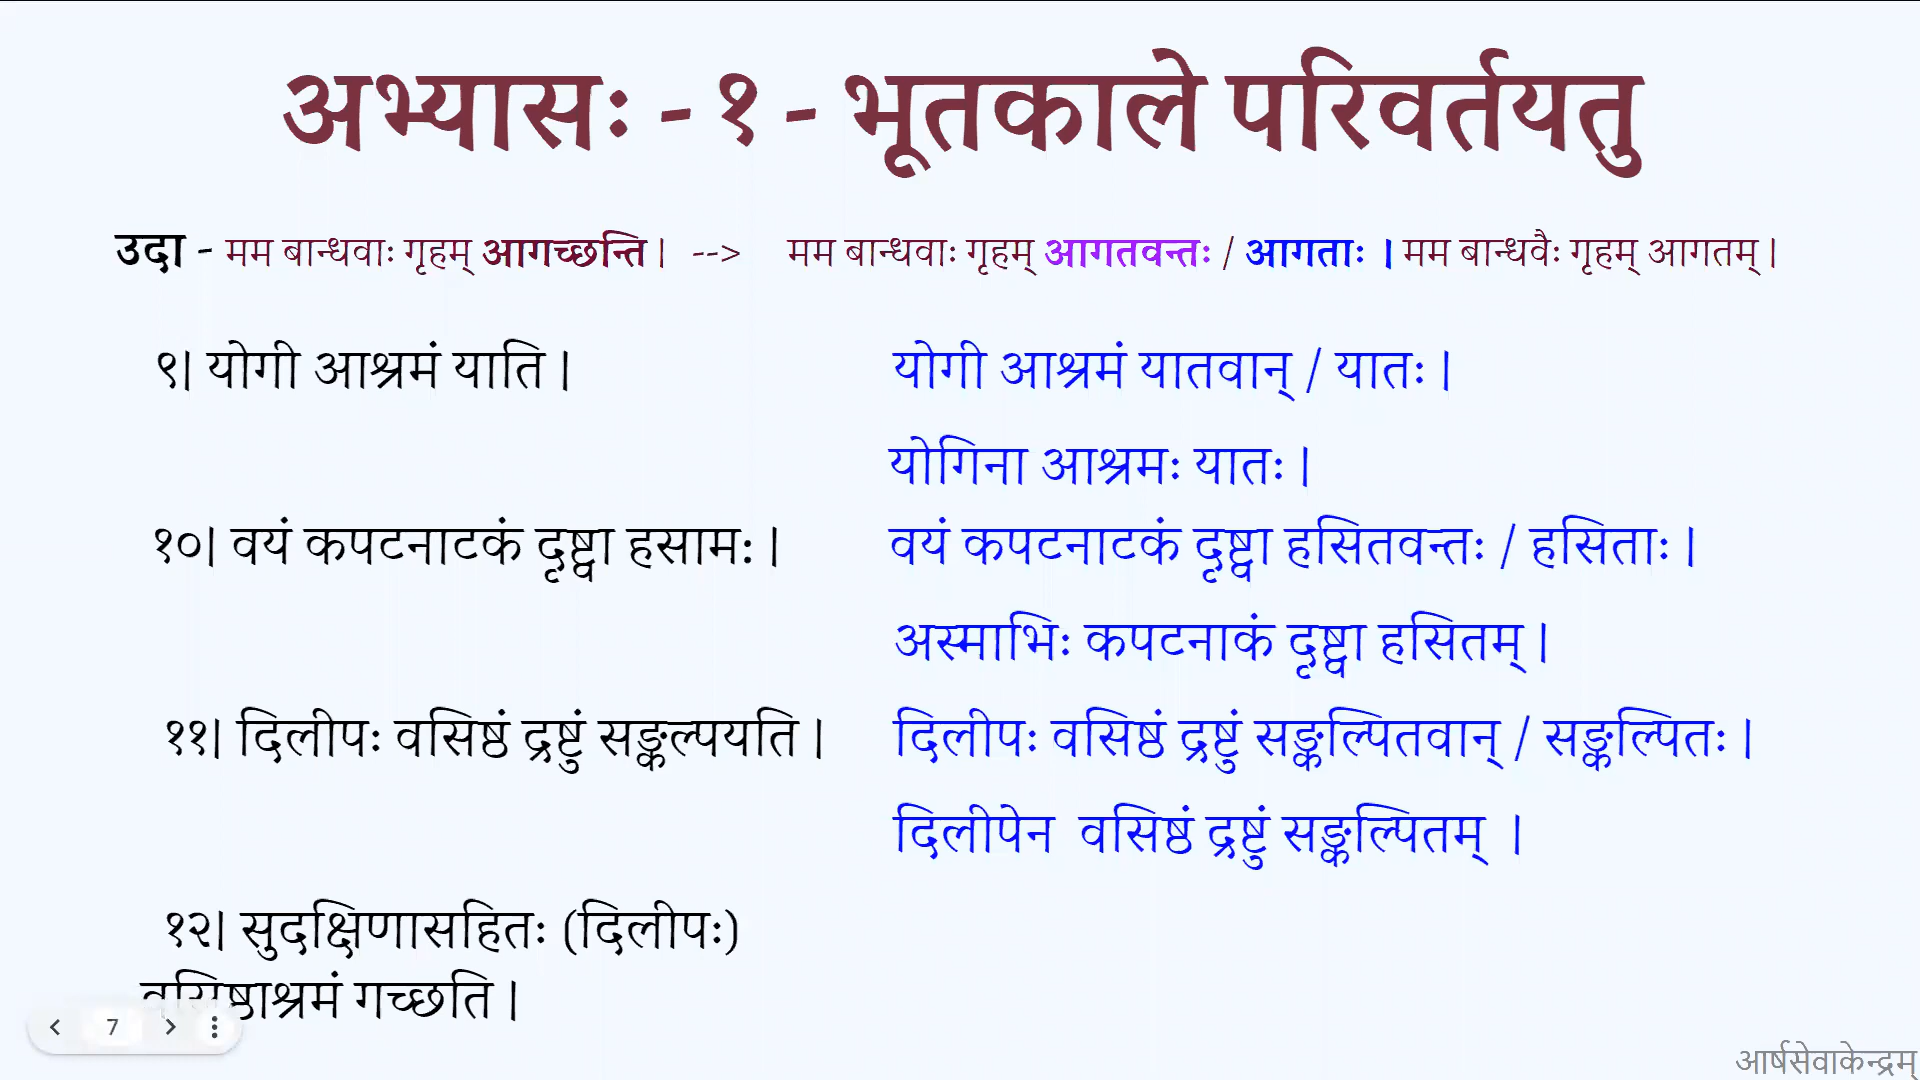 अभ्यासः - १ - भूतकाले परिवर्तयतु
उदा - मम बान्धवाः गृहम् आगच्छन्ति । --> मम बान्धवाः गृहम् आगतवन्तः / आगताः । मम बान्धवैः गृहम् आगतम् ।
९| योगी आश्रमं याति । योगी आश्रमं यातवान् / यातः ।
योगिना आश्रमः यातः ।
१०| वयं कपटनाटकं दृष्ट्वा हसामः । वयं कपटनाटकं दृष्ट्वा हसितवन्तः / हसिताः ।
अस्माभिः कपटनाकं दृष्ट्वा हसितम् ।
११| दिलीपः वसिष्ठं द्रष्टुं सङ्कल्पयति । दिलीपः वसिष्ठं द्रष्टुं सङ्कल्पितवान् / सङ्कल्पितः ।
दिलीपेन वसिष्ठं द्रष्टुं सङ्कल्पितम् ।
१२| सुदक्षिणासहितः (दिलीपः)
वसिष्ठाश्रमं गच्छति ।
7
आर्षसेवाकेन्द्रम्